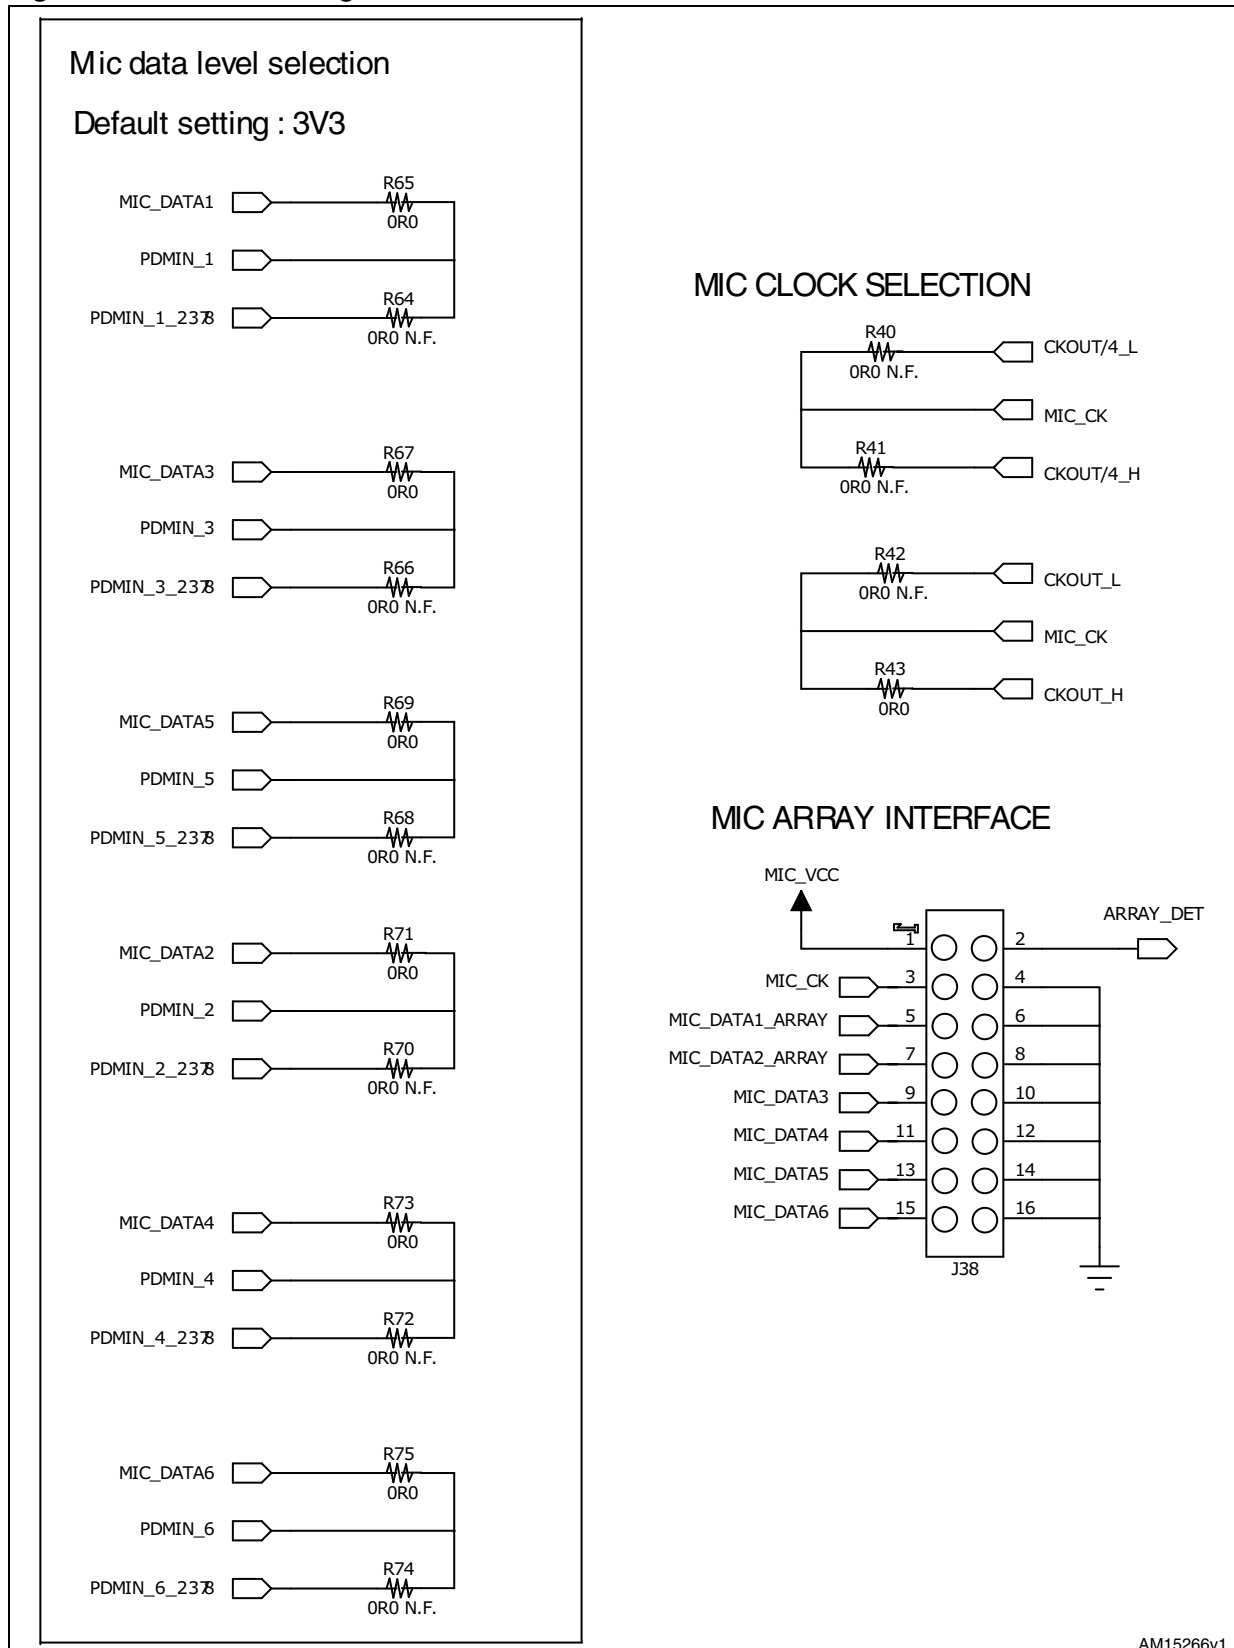 Mic data level selection
Default setting : 3V3
R65
MIC_DATA1
0R0
PDMIN_1
R64
PDMIN_1_2378
0R0 N.F.
R67
MIC_DATA3
0R0
PDMIN_3
R66
PDMIN_3_2378
0R0 N.F.
R69
MIC_DATA5
0R0
PDMIN_5
R68
PDMIN_5_2378
0R0 N.F.
R71
MIC_DATA2
0R0
PDMIN_2
R70
PDMIN_2_2378
0R0 N.F.
R73
MIC_DATA4
0R0
PDMIN_4
R72
PDMIN_4_2378
0R0 N.F.
R75
MIC_DATA6
0R0
PDMIN_6
R74
PDMIN_6_2378
0R0 N.F.
MIC CLOCK SELECTION
R40
CKOUT/4_L
0R0 N.F.
MIC_CK
R41
CKOUT/4_H
0R0 N.F.
R42
CKOUT_L
0R0 N.F.
MIC_CK
R43
CKOUT_H
0R0
MIC ARRAY INTERFACE
MIC_VCC
ARRAY_DET
1 2
MIC_CK 3 4
MIC_DATA1_ARRAY 5 6
MIC_DATA2_ARRAY 7 8
MIC_DATA3 9 10
MIC_DATA4 11 12
MIC_DATA5 13 14
MIC_DATA6 15 16
J38
AM15266v1